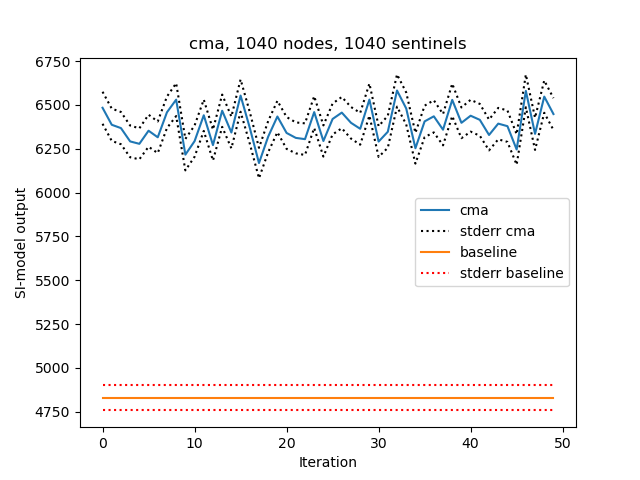 cma, 1040 nodes, 1040 sentinels
6750
6500
6250
6000
5750
5500
5250
5000
4750
SI-model output
cma
stderr cma
baseline
stderr baseline
0 10 20 30 40 50
Iteration